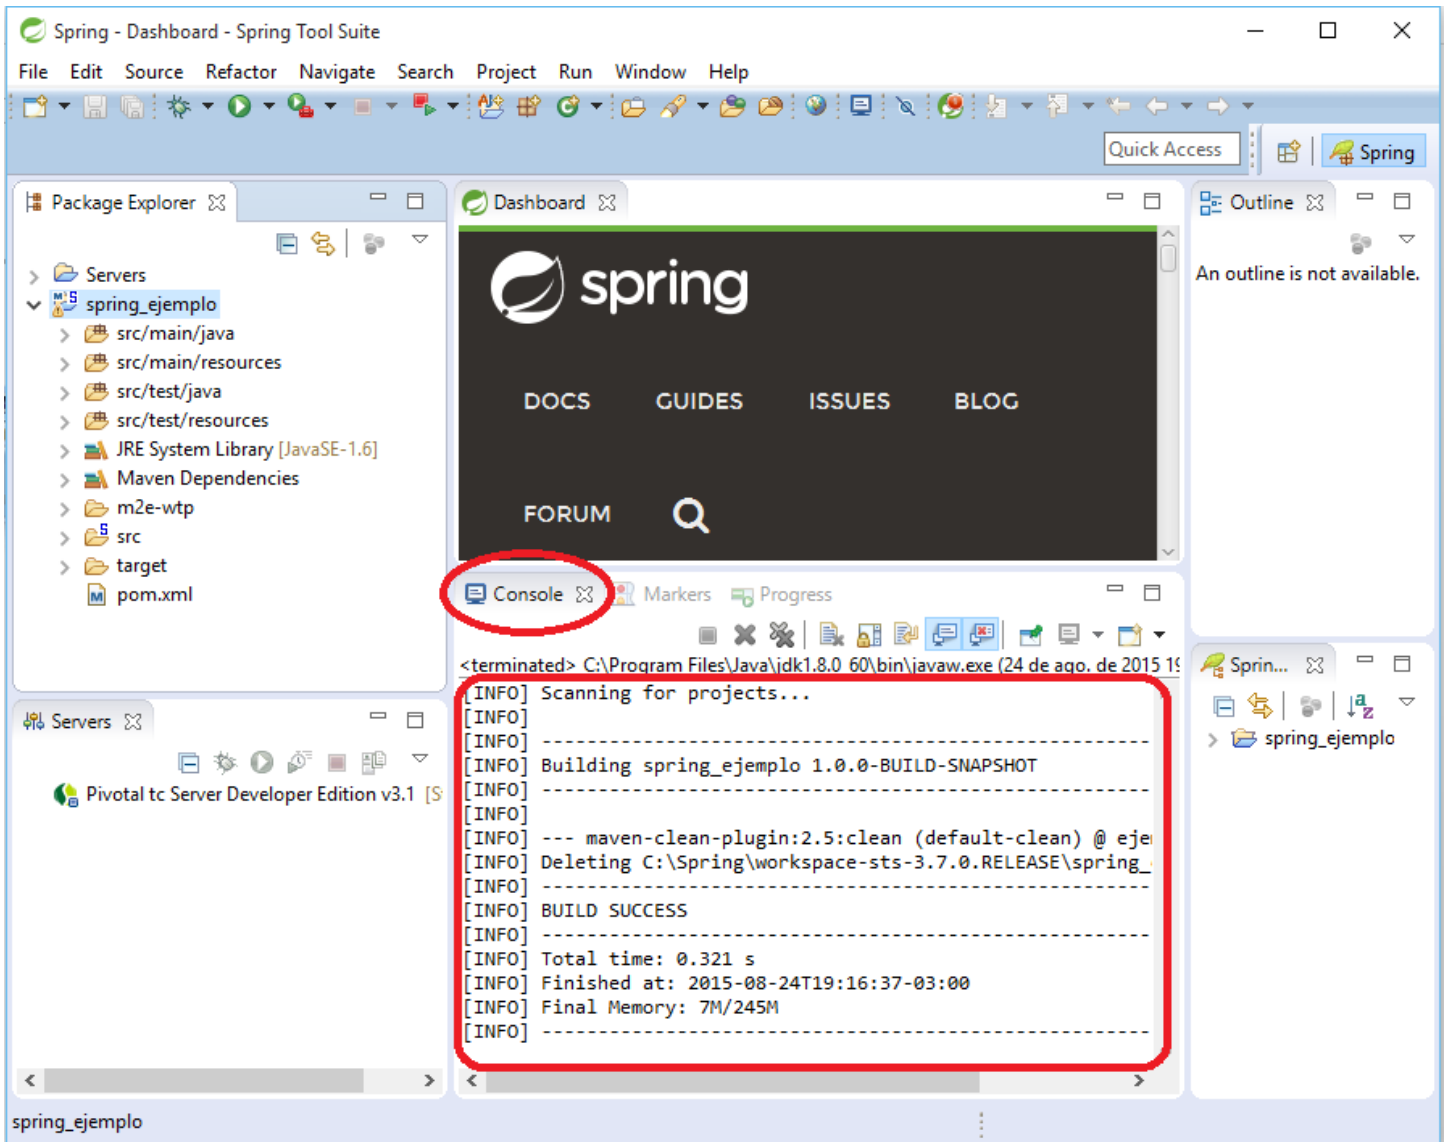 Spring - Dashboard - Spring Tool Suite
File Edit Source Refactor Navigate Search Project Run Window Help
Quick Access
Spring
Package Explorer
Servers
spring_ejemplo
src/main/java
src/main/resources
src/test/java
src/test/resources
JRE System Library [JavaSE-1.6]
Maven Dependencies
m2e-wtp
src
target
pom.xml
Servers
Pivotal tc Server Developer Edition v3.1 [S
Dashboard
spring
DOCS GUIDES ISSUES BLOG
FORUM
Console Markers Progress
<terminated> C:\Program Files\Java\jdk1.8.0_60\bin\javaw.exe (24 de ago. de 2015 19
[INFO] Scanning for projects...
[INFO]
[INFO] ------------------------------------------------------
[INFO] Building spring_ejemplo 1.0.0-BUILD-SNAPSHOT
[INFO] ------------------------------------------------------
[INFO]
[INFO] --- maven-clean-plugin:2.5:clean (default-clean) @ eje
[INFO] Deleting C:\Spring\workspace-sts-3.7.0.RELEASE\spring_
[INFO] ------------------------------------------------------
[INFO] BUILD SUCCESS
[INFO] ------------------------------------------------------
[INFO] Total time: 0.321 s
[INFO] Finished at: 2015-08-24T19:16:37-03:00
[INFO] Final Memory: 7M/245M
[INFO] ------------------------------------------------------
Outline
An outline is not available.
Sprin...
spring_ejemplo
spring_ejemplo